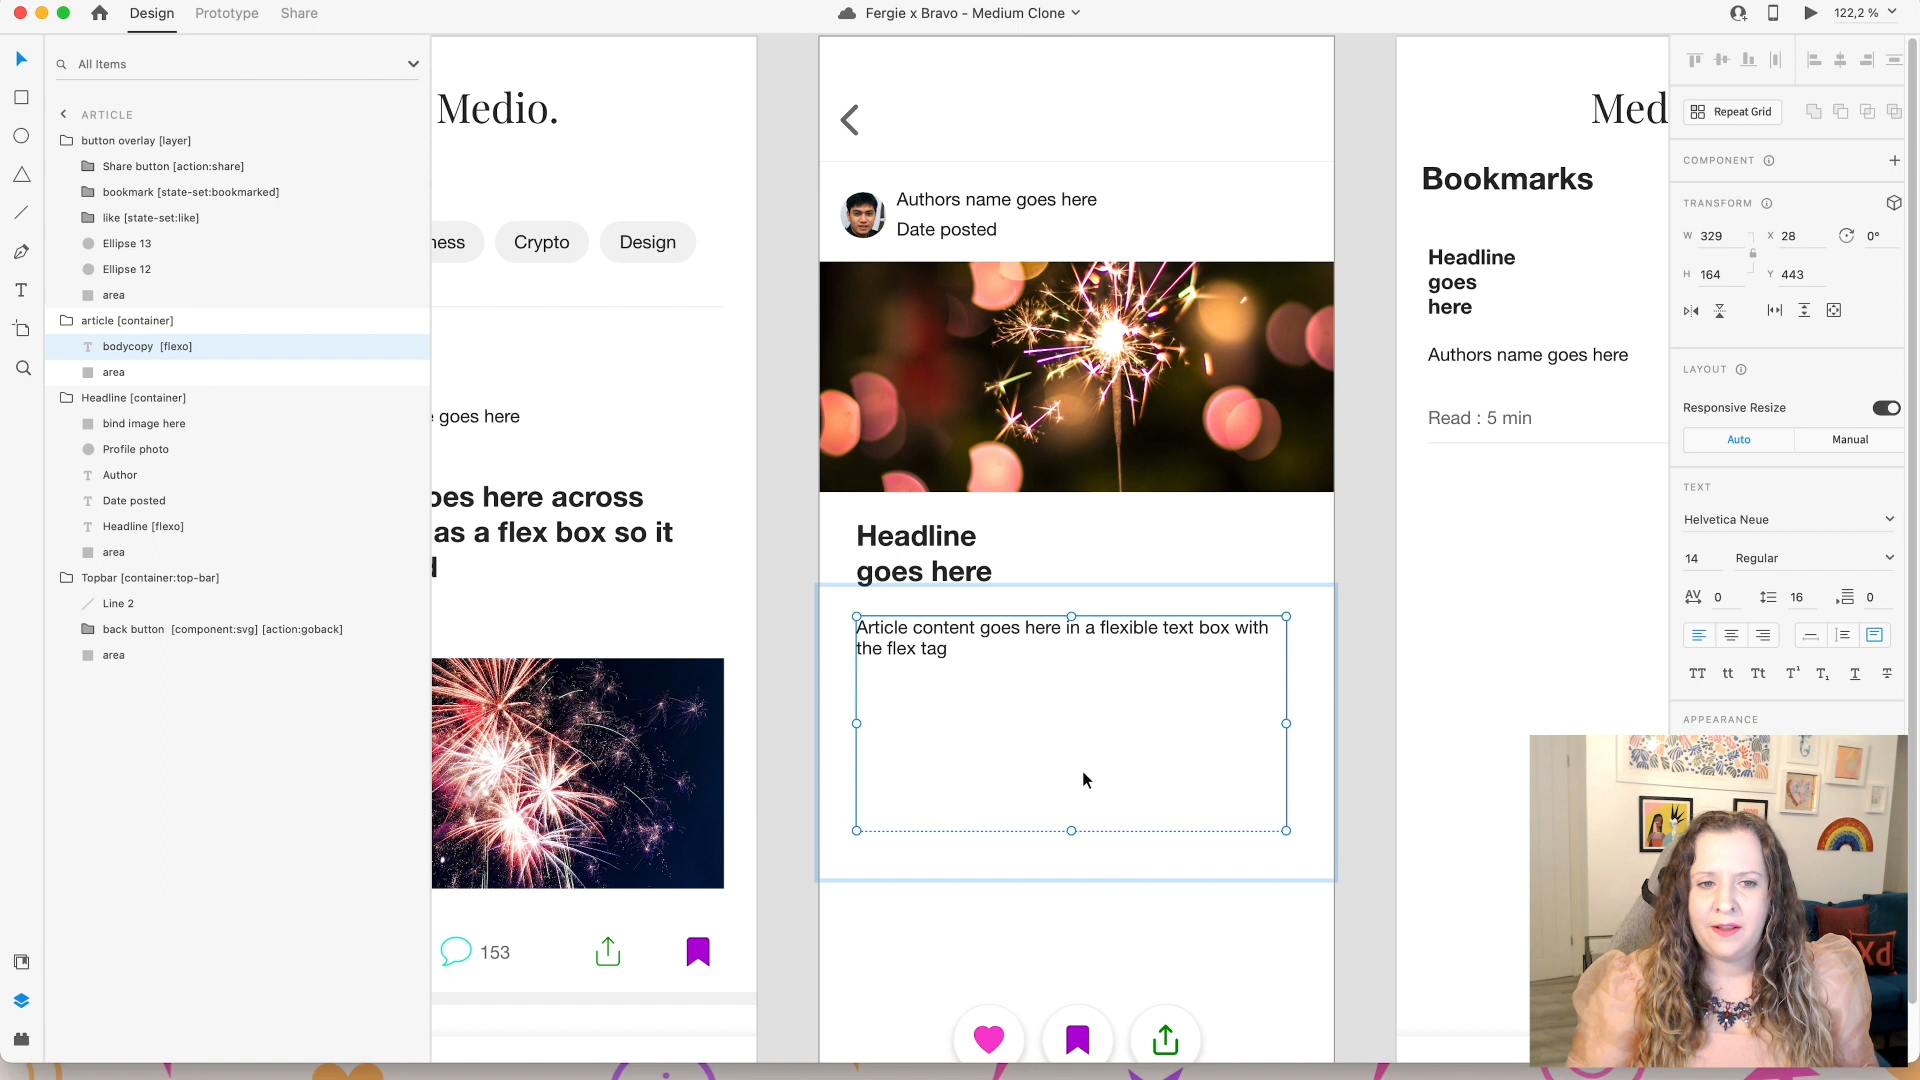 Design
Prototype
Share
Fergie x Bravo - Medium Clone
122,2 %
All Items
ARTICLE
button overlay [layer]
Share button [action:share]
bookmark [state-set:bookmarked]
like [state-set:like]
Ellipse 13
Ellipse 12
area
article [container]
bodycopy [flexo]
area
Headline [container]
bind image here
Profile photo
Author
Date posted
Headline [flexo]
area
Topbar [container:top-bar]
Line 2
back button [component:svg] [action:goback]
area
Medio.
ness
Crypto
Design
goes here
oes here across
as a flex box so it
153
Authors name goes here
Date posted
Headline
goes here
Article content goes here in a flexible text box with
the flex tag
Med
Bookmarks
Headline
goes
here
Authors name goes here
Read : 5 min
Repeat Grid
COMPONENT
TRANSFORM
W 329 X 28 0°
H 164 Y 443
LAYOUT
Responsive Resize
Auto Manual
TEXT
Helvetica Neue
14 Regular
AV 0 16 0
TT tt Tt T¹ T₁ T T
APPEARANCE
Xd